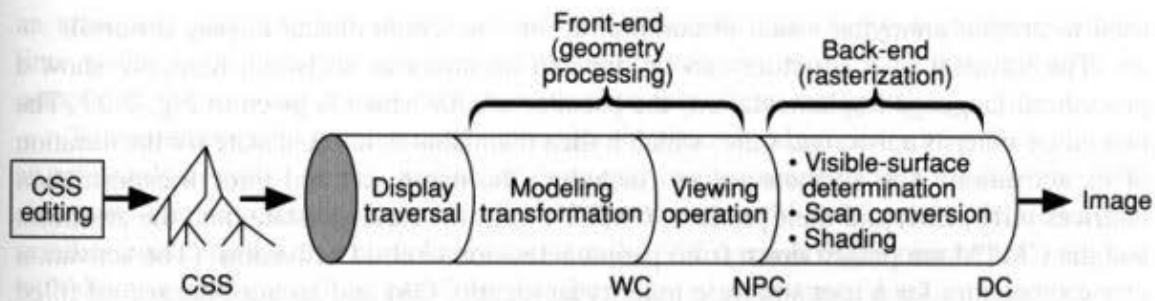 Front-end
(geometry
processing)
Back-end
(rasterization)
CSS
editing
CSS
Display
traversal
Modeling
transformation
Viewing
operation
• Visible-surface
determination
• Scan conversion
• Shading
Image
WC
NPC
DC